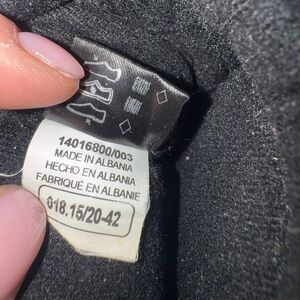 14016800/003
MADE IN ALBANIA
HECHO EN ALBANIA
FABRIQUÉ EN ALBANIE
018.15/20-42